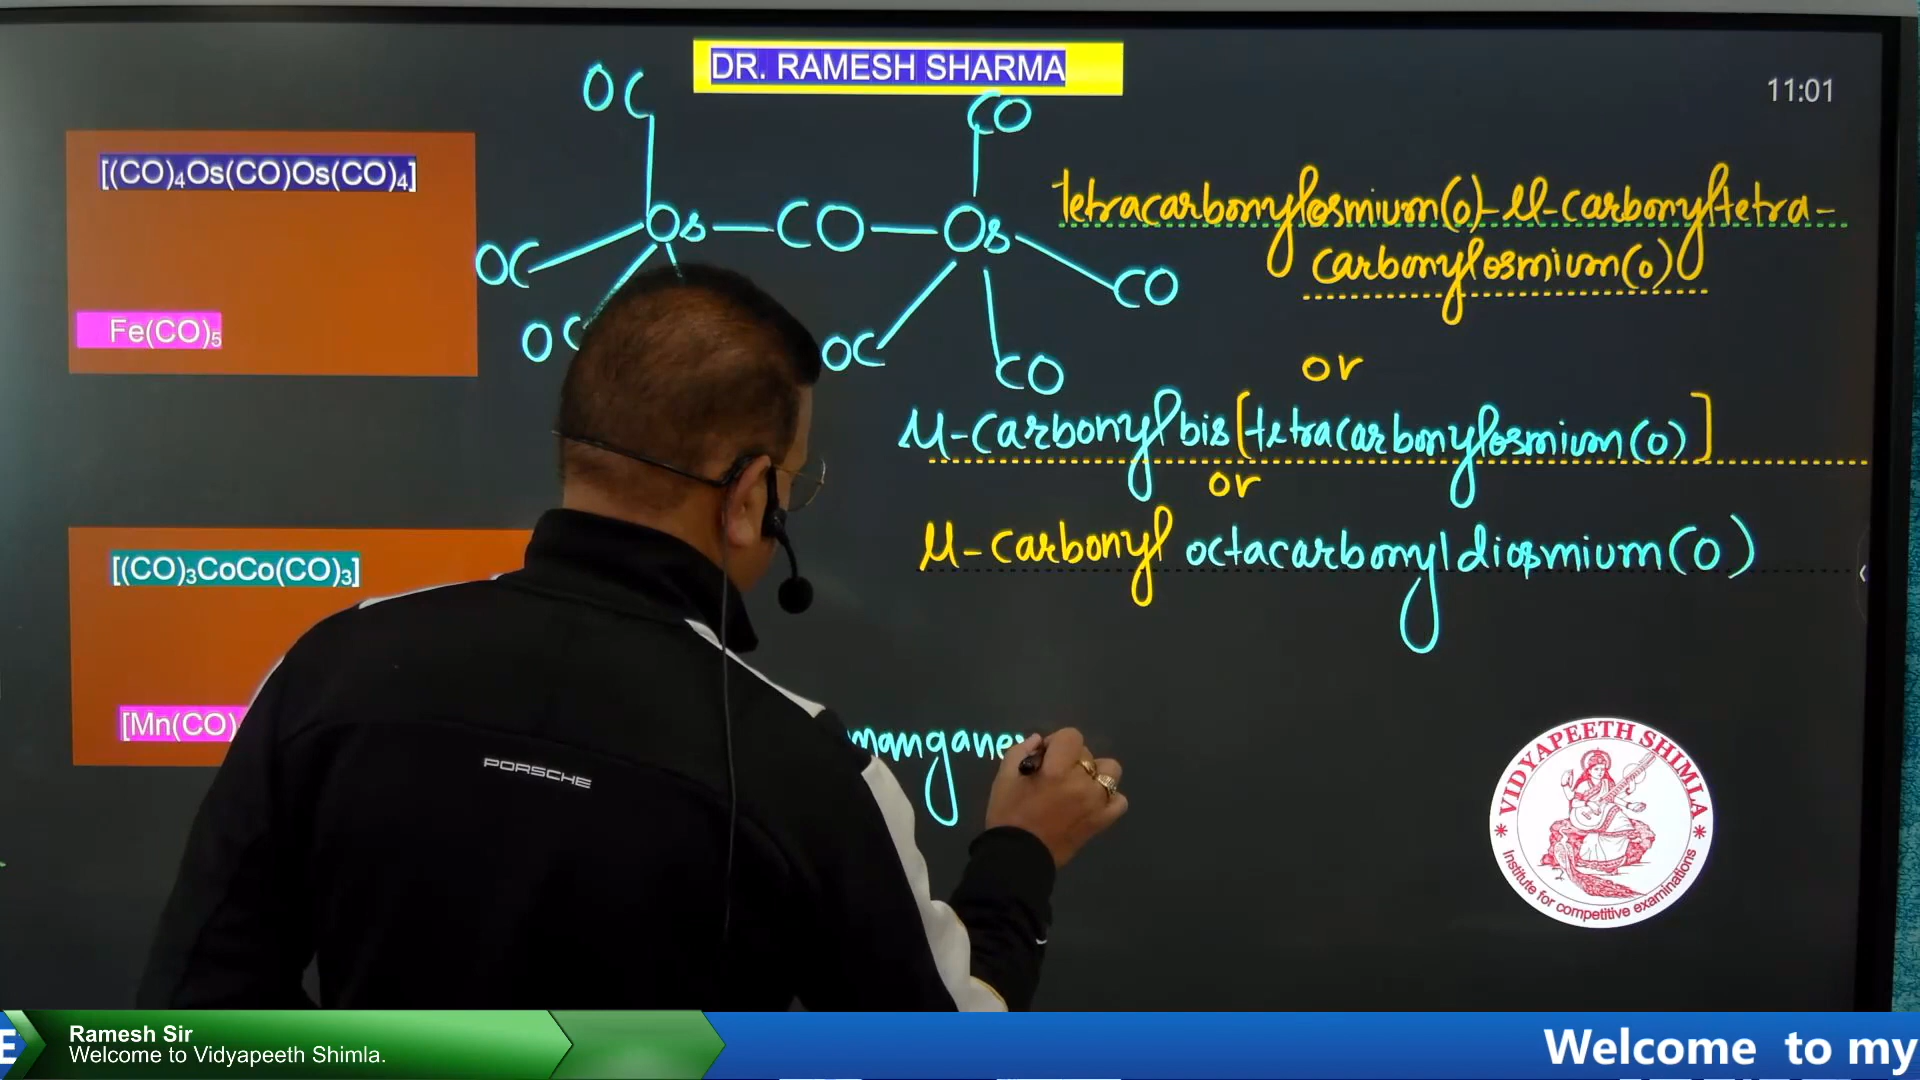 DR. RAMESH SHARMA
11:01
[(CO)₄Os(CO)Os(CO)₄]
Fe(CO)₅
OC
CO
Os — CO — Os
OC
CO
OC
OC
CO
tetracarbonylosmium(0)-μ-carbonyltetra-
carbonylosmium(0)
or
μ-carbonylbis[tetracarbonylosmium(0)]
or
μ-carbonyl octacarbonyldiosmium(0)
[(CO)₃CoCo(CO)₃]
[Mn(CO)
mangane
PORSCHE
VIDYAPEETH SHIMLA
Institute for competitive examinations
E
Ramesh Sir
Welcome to Vidyapeeth Shimla.
Welcome to my